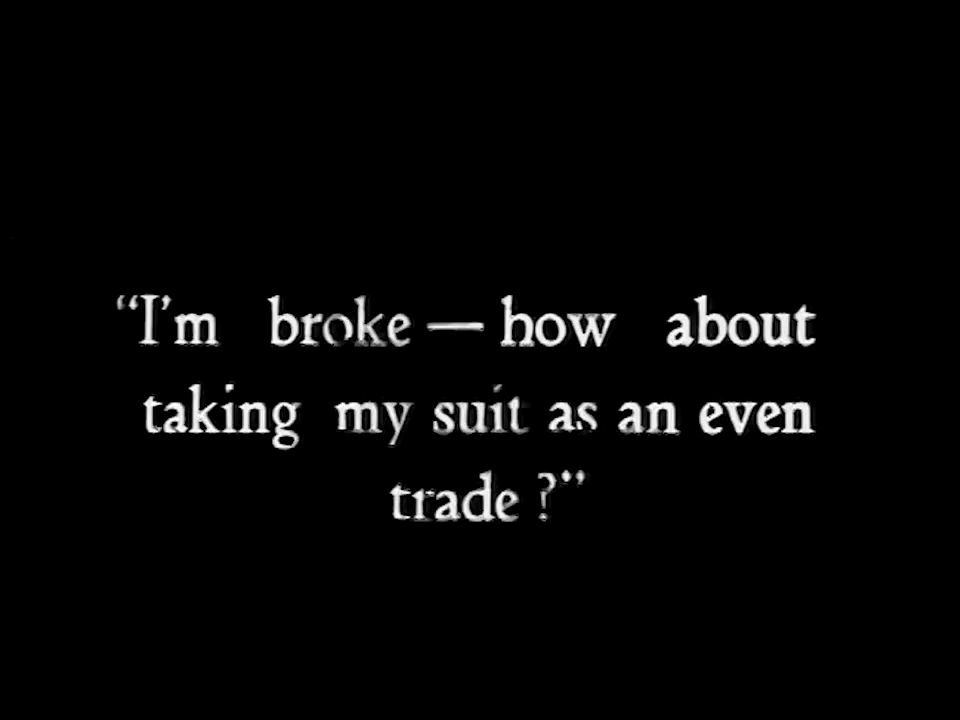 “I'm broke — how about
taking my suit as an even
trade?”